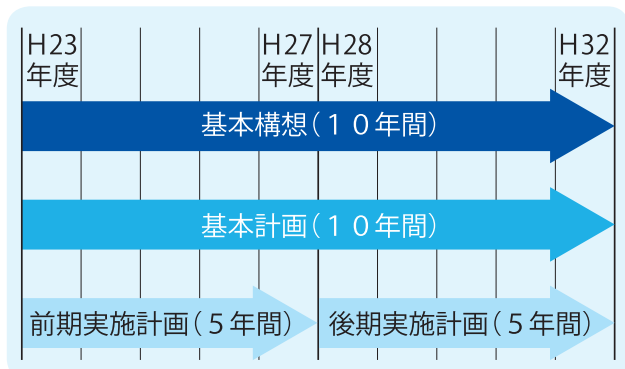 H23
年度
H27
年度
H28
年度
H32
年度
基本構想(１０年間)
基本計画(１０年間)
前期実施計画(５年間)
後期実施計画(５年間)